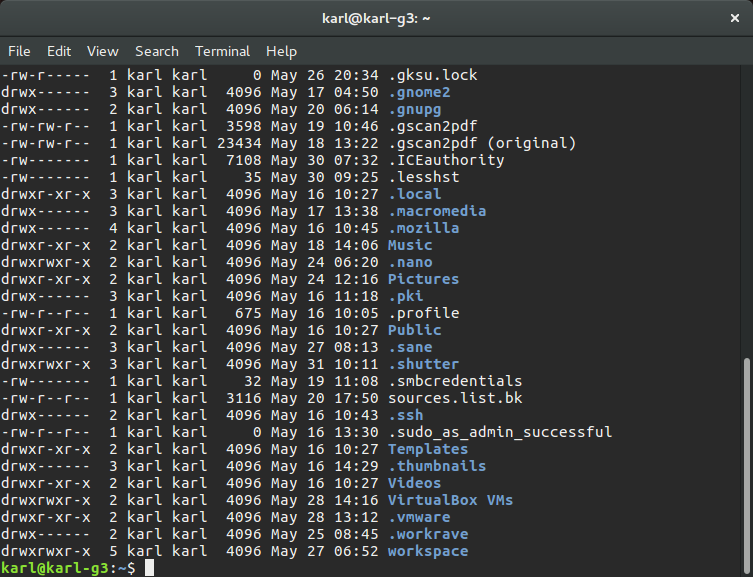 karl@karl-g3: ~
File Edit View Search Terminal Help
-rw-r----- 1 karl karl 0 May 26 20:34 .gksu.lock
drwx------ 3 karl karl 4096 May 17 04:50 .gnome2
drwx------ 2 karl karl 4096 May 20 06:14 .gnupg
-rw-rw-r-- 1 karl karl 3598 May 19 10:46 .gscan2pdf
-rw-rw-r-- 1 karl karl 23434 May 18 13:22 .gscan2pdf (original)
-rw------- 1 karl karl 7108 May 30 07:32 .ICEauthority
-rw------- 1 karl karl 35 May 30 09:25 .lesshst
drwxr-xr-x 3 karl karl 4096 May 16 10:27 .local
drwx------ 3 karl karl 4096 May 17 13:38 .macromedia
drwx------ 4 karl karl 4096 May 16 10:45 .mozilla
drwxr-xr-x 2 karl karl 4096 May 18 14:06 Music
drwxrwxr-x 2 karl karl 4096 May 24 06:20 .nano
drwxr-xr-x 2 karl karl 4096 May 24 12:16 Pictures
drwx------ 3 karl karl 4096 May 16 11:18 .pki
-rw-r--r-- 1 karl karl 675 May 16 10:05 .profile
drwxr-xr-x 2 karl karl 4096 May 16 10:27 Public
drwx------ 3 karl karl 4096 May 27 08:13 .sane
drwxrwxr-x 3 karl karl 4096 May 31 10:11 .shutter
-rw------- 1 karl karl 32 May 19 11:08 .smbcredentials
-rw-r--r-- 1 karl karl 3116 May 20 17:50 sources.list.bk
drwx------ 2 karl karl 4096 May 16 10:43 .ssh
-rw-r--r-- 1 karl karl 0 May 16 13:30 .sudo_as_admin_successful
drwxr-xr-x 2 karl karl 4096 May 16 10:27 Templates
drwx------ 3 karl karl 4096 May 16 14:29 .thumbnails
drwxr-xr-x 2 karl karl 4096 May 16 10:27 Videos
drwxrwxr-x 2 karl karl 4096 May 28 14:16 VirtualBox VMs
drwxr-xr-x 2 karl karl 4096 May 28 13:12 .vmware
drwx------ 2 karl karl 4096 May 25 08:45 .workrave
drwxrwxr-x 5 karl karl 4096 May 27 06:52 workspace
karl@karl-g3:~$